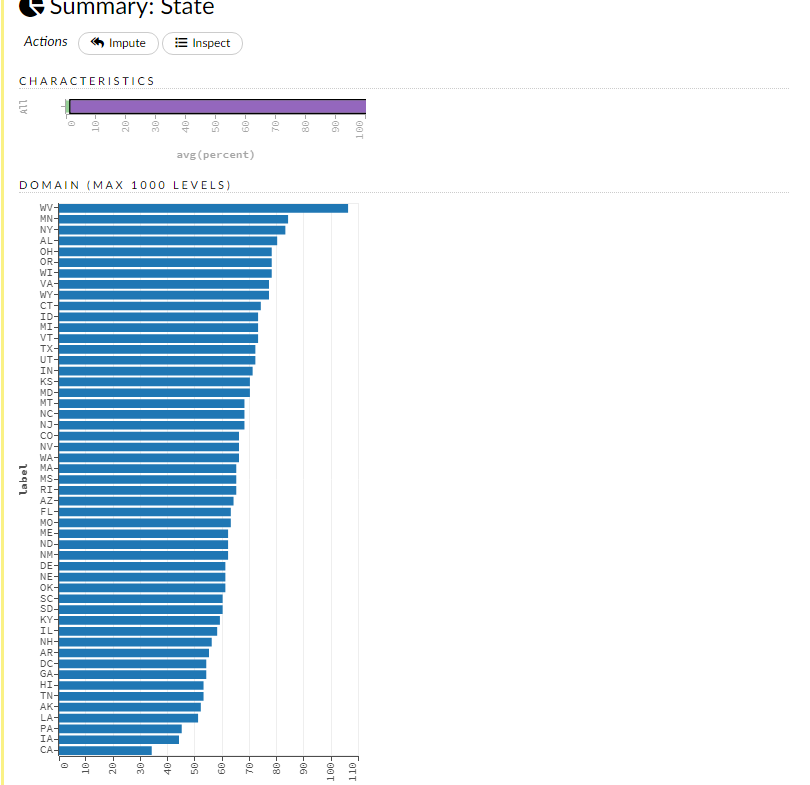 Summary: State
Actions Impute Inspect
CHARACTERISTICS
All
0 10 20 30 40 50 60 70 80 90 100
avg(percent)
DOMAIN (MAX 1000 LEVELS)
label
WV
MN
NY
AL
OH
OR
WI
VA
WY
CT
ID
MI
VT
TX
UT
IN
KS
MD
MT
NC
NJ
CO
NV
WA
MA
MS
RI
AZ
FL
MO
ME
ND
NM
DE
NE
OK
SC
SD
KY
IL
NH
AR
DC
GA
HI
TN
AK
LA
PA
IA
CA
0 10 20 30 40 50 60 70 80 90 100 110